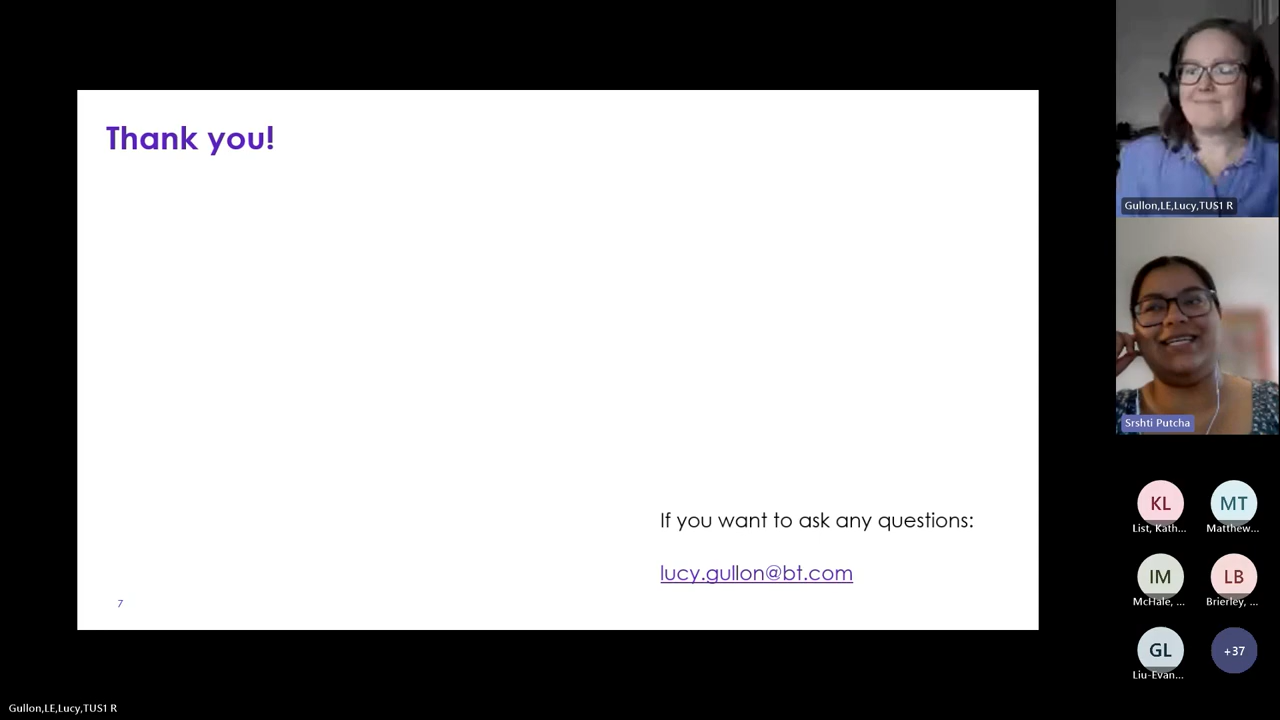 Thank you!
If you want to ask any questions:
lucy.gullon@bt.com
7
Gullon,LE,Lucy,TUS1 R
Srshti Putcha
KL
MT
List, Kath...
Matthew...
IM
LB
McHale, ...
Brierley, ...
GL
+37
Liu-Evan...
Gullon,LE,Lucy,TUS1 R